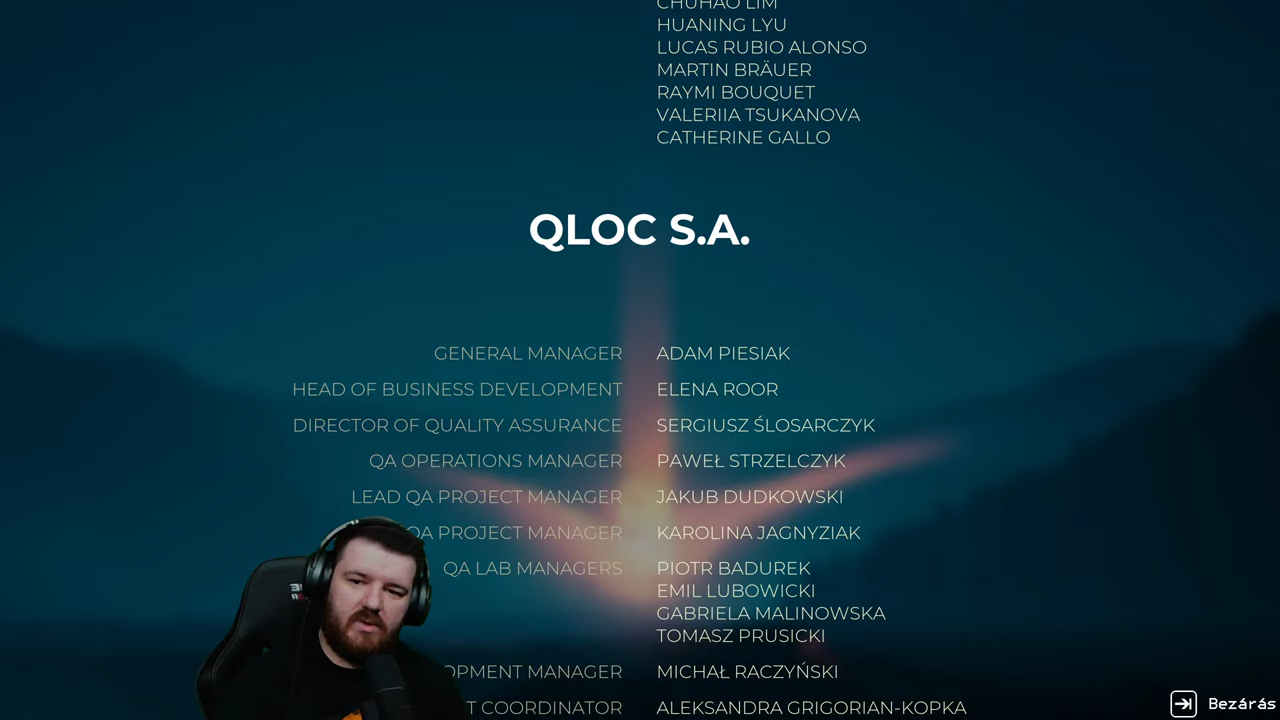 CHUHAO LIM
HUANING LYU
LUCAS RUBIO ALONSO
MARTIN BRÄUER
RAYMI BOUQUET
VALERIIA TSUKANOVA
CATHERINE GALLO
QLOC S.A.
GENERAL MANAGER ADAM PIESIAK
HEAD OF BUSINESS DEVELOPMENT ELENA ROOR
DIRECTOR OF QUALITY ASSURANCE SERGIUSZ ŚLOSARCZYK
QA OPERATIONS MANAGER PAWEŁ STRZELCZYK
LEAD QA PROJECT MANAGER JAKUB DUDKOWSKI
QA PROJECT MANAGER KAROLINA JAGNYZIAK
QA LAB MANAGERS PIOTR BADUREK
EMIL LUBOWICKI
GABRIELA MALINOWSKA
TOMASZ PRUSICKI
OPMENT MANAGER MICHAŁ RACZYŃSKI
T COORDINATOR ALEKSANDRA GRIGORIAN-KOPKA
Bezárás